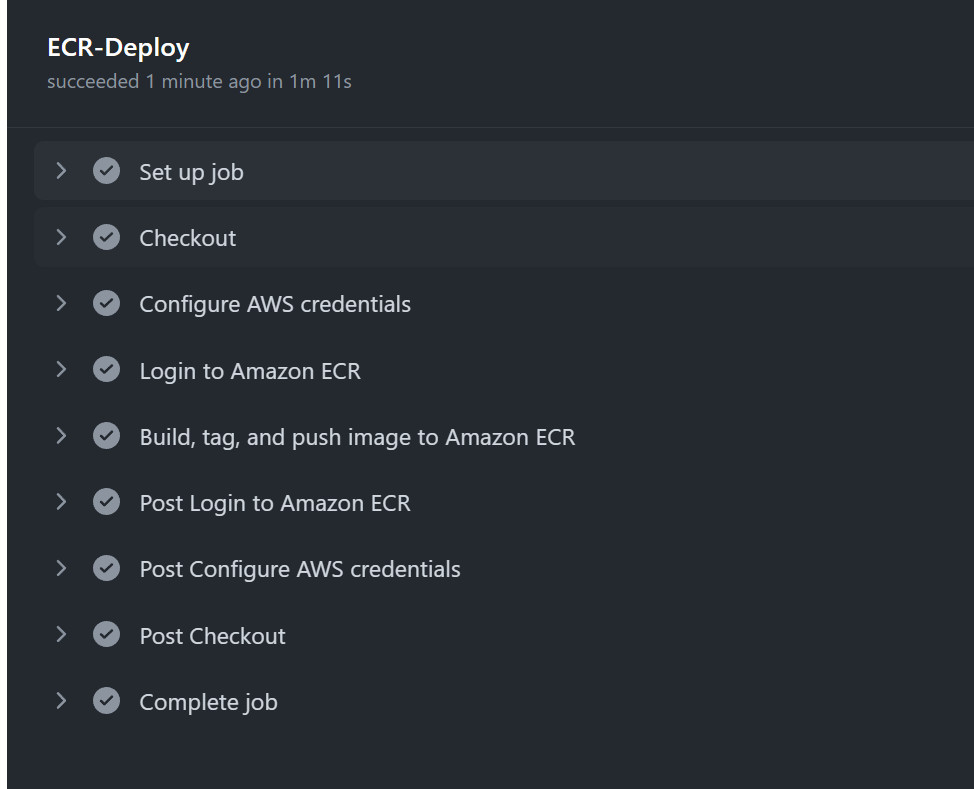 ECR-Deploy
succeeded 1 minute ago in 1m 11s
Set up job
Checkout
Configure AWS credentials
Login to Amazon ECR
Build, tag, and push image to Amazon ECR
Post Login to Amazon ECR
Post Configure AWS credentials
Post Checkout
Complete job